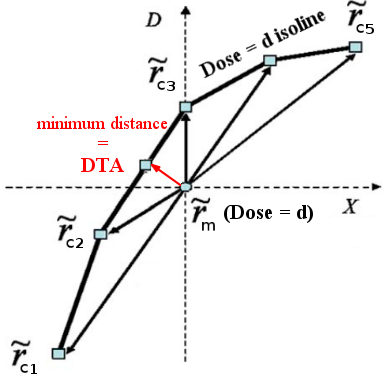 D
r̃c5
Dose = d isoline
r̃c3
minimum distance
=
DTA
X
r̃m (Dose = d)
r̃c2
r̃c1